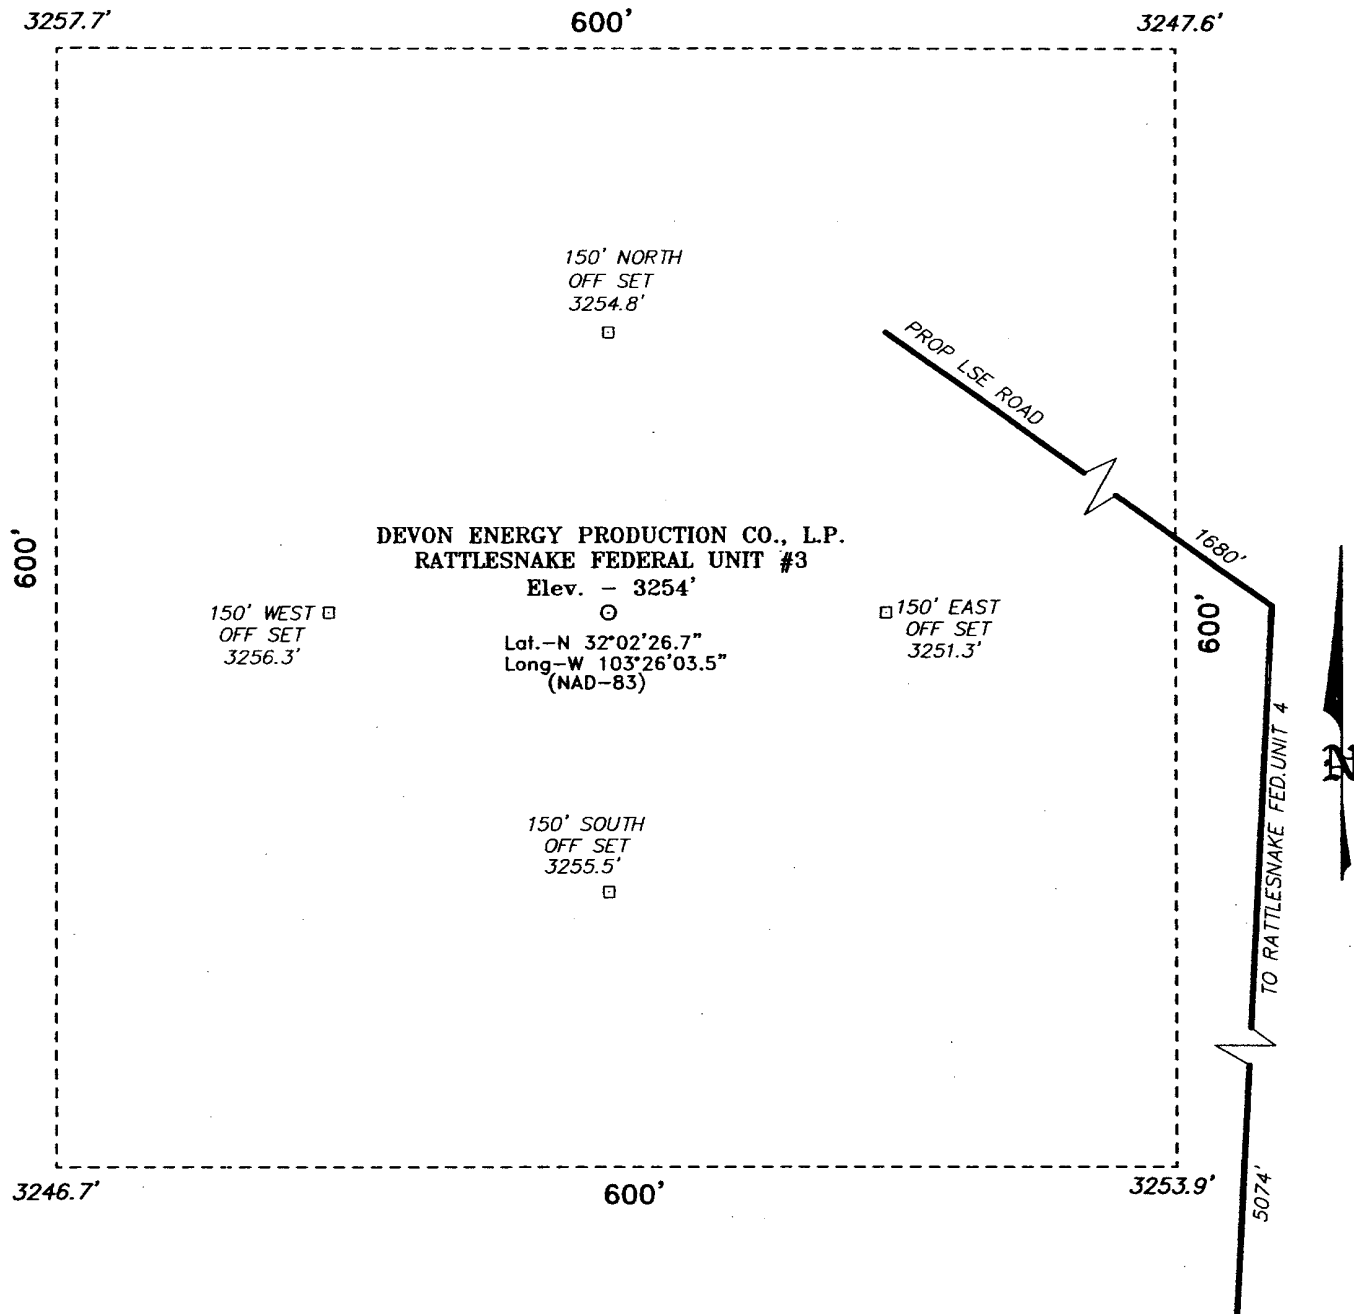 3257.7' 600' 3247.6'
150' NORTH
OFF SET
3254.8'
PROP LSE ROAD
600'
DEVON ENERGY PRODUCTION CO., L.P.
RATTLESNAKE FEDERAL UNIT #3
Elev. - 3254'
1680'
150' WEST
OFF SET
3256.3'
Lat.-N 32°02'26.7"
Long-W 103°26'03.5"
(NAD-83)
150' EAST
OFF SET
3251.3'
600'
TO RATTLESNAKE FED.UNIT 4
N
150' SOUTH
OFF SET
3255.5'
3246.7' 600' 3253.9'
5074'